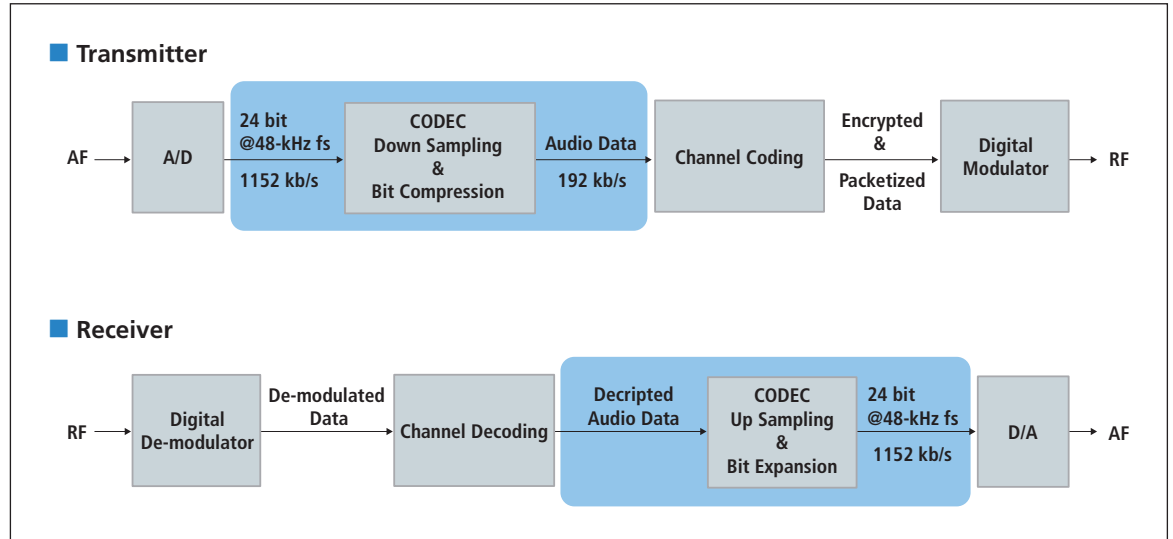 Transmitter
AF
A/D
24 bit
@48-kHz fs
1152 kb/s
CODEC
Down Sampling
&
Bit Compression
Audio Data
192 kb/s
Channel Coding
Encrypted
&
Packetized
Data
Digital
Modulator
RF
Receiver
RF
Digital
De-modulator
De-modulated
Data
Channel Decoding
Decripted
Audio Data
CODEC
Up Sampling
&
Bit Expansion
24 bit
@48-kHz fs
1152 kb/s
D/A
AF